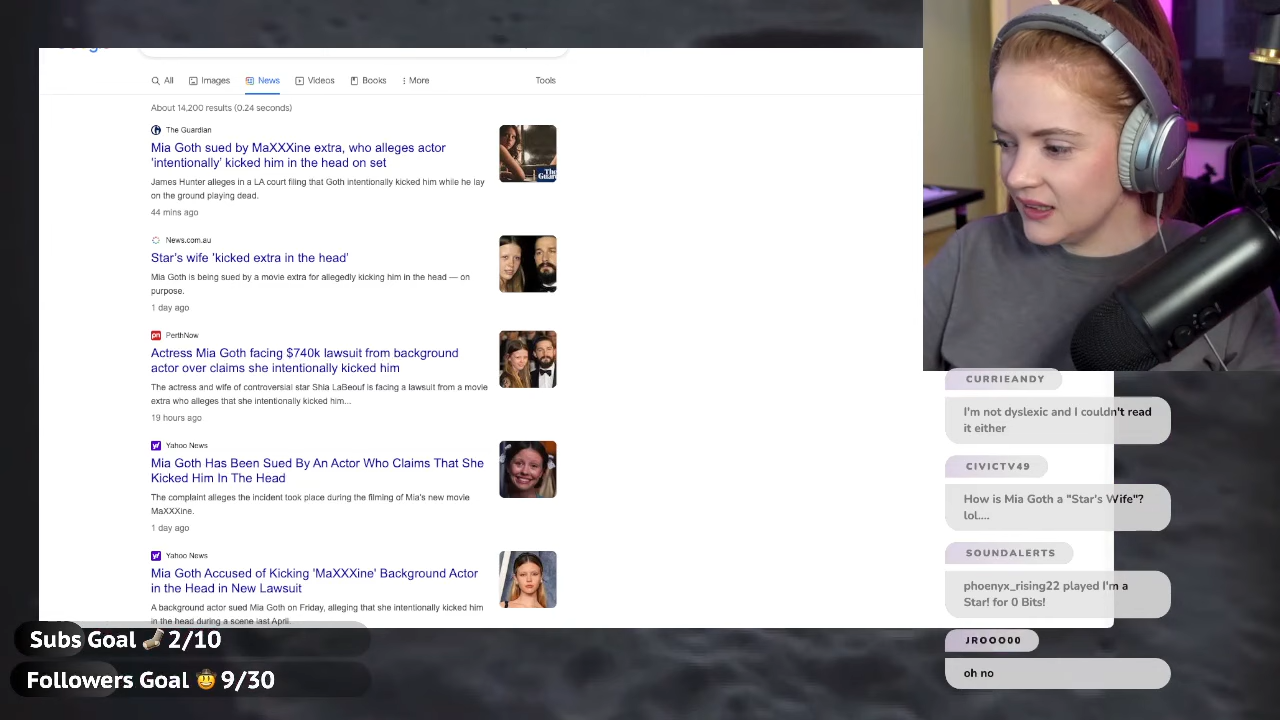 All
Images
News
Videos
Books
More
Tools
About 14,200 results (0.24 seconds)
The Guardian
Mia Goth sued by MaXXXine extra, who alleges actor
'intentionally' kicked him in the head on set
James Hunter alleges in a LA court filing that Goth intentionally kicked him while he lay
on the ground playing dead.
44 mins ago
News.com.au
Star's wife 'kicked extra in the head'
Mia Goth is being sued by a movie extra for allegedly kicking him in the head — on
purpose.
1 day ago
PerthNow
Actress Mia Goth facing $740k lawsuit from background
actor over claims she intentionally kicked him
The actress and wife of controversial star Shia LaBeouf is facing a lawsuit from a movie
extra who alleges that she intentionally kicked him...
19 hours ago
Yahoo News
Mia Goth Has Been Sued By An Actor Who Claims That She
Kicked Him In The Head
The complaint alleges the incident took place during the filming of Mia's new movie
MaXXXine.
1 day ago
Yahoo News
Mia Goth Accused of Kicking 'MaXXXine' Background Actor
in the Head in New Lawsuit
A background actor sued Mia Goth on Friday, alleging that she intentionally kicked him
in the head during a scene last April.
Subs Goal 2/10
Followers Goal 9/30
CURRIEANDY
I'm not dyslexic and I couldn't read
it either
CIVICTV49
How is Mia Goth a "Star's Wife"?
lol....
SOUNDALERTS
phoenyx_rising22 played I'm a
Star! for 0 Bits!
JROOO00
oh no